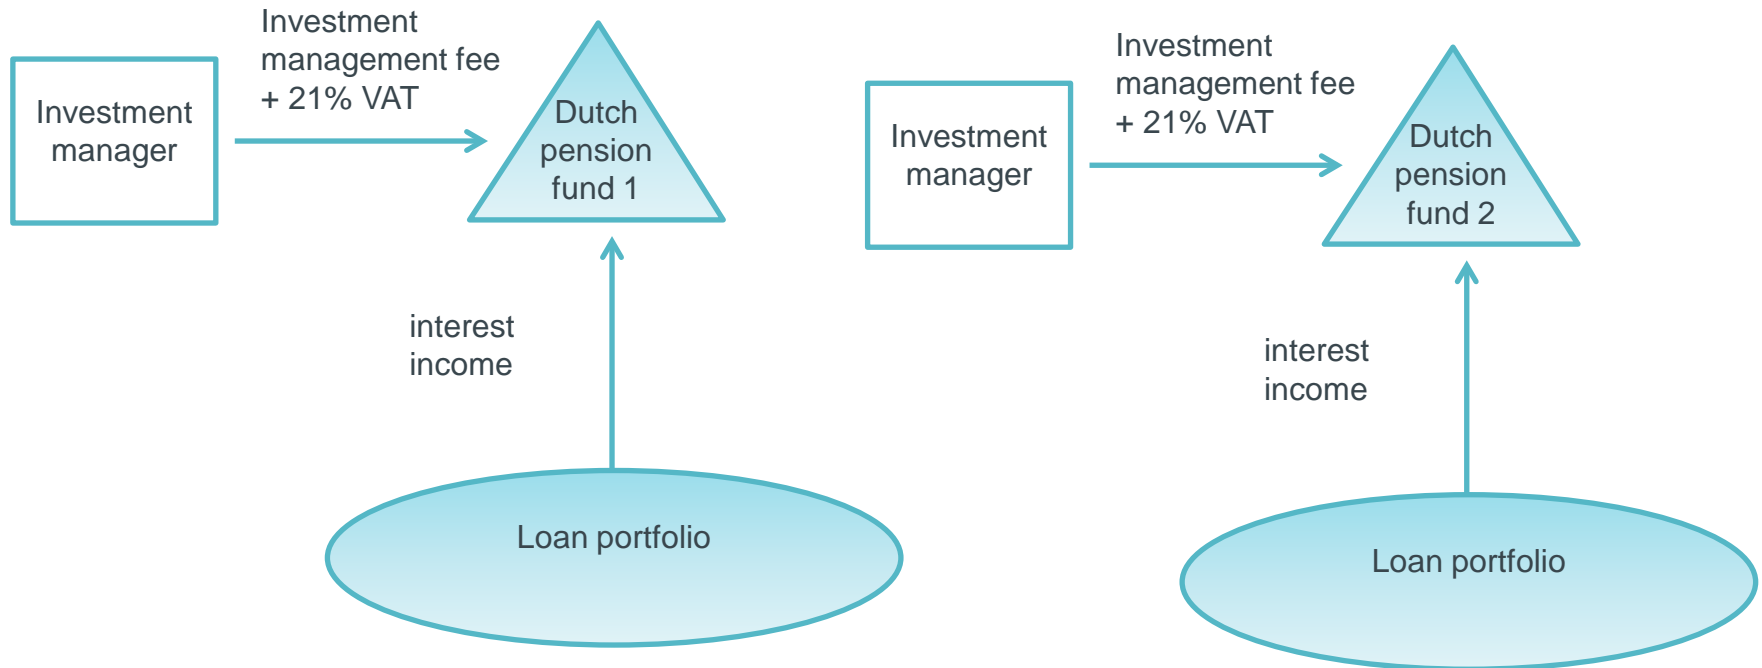 Investment
management fee
+ 21% VAT
Investment
manager
Dutch
pension
fund 1
interest
income
Loan portfolio
Investment
management fee
+ 21% VAT
Investment
manager
Dutch
pension
fund 2
interest
income
Loan portfolio